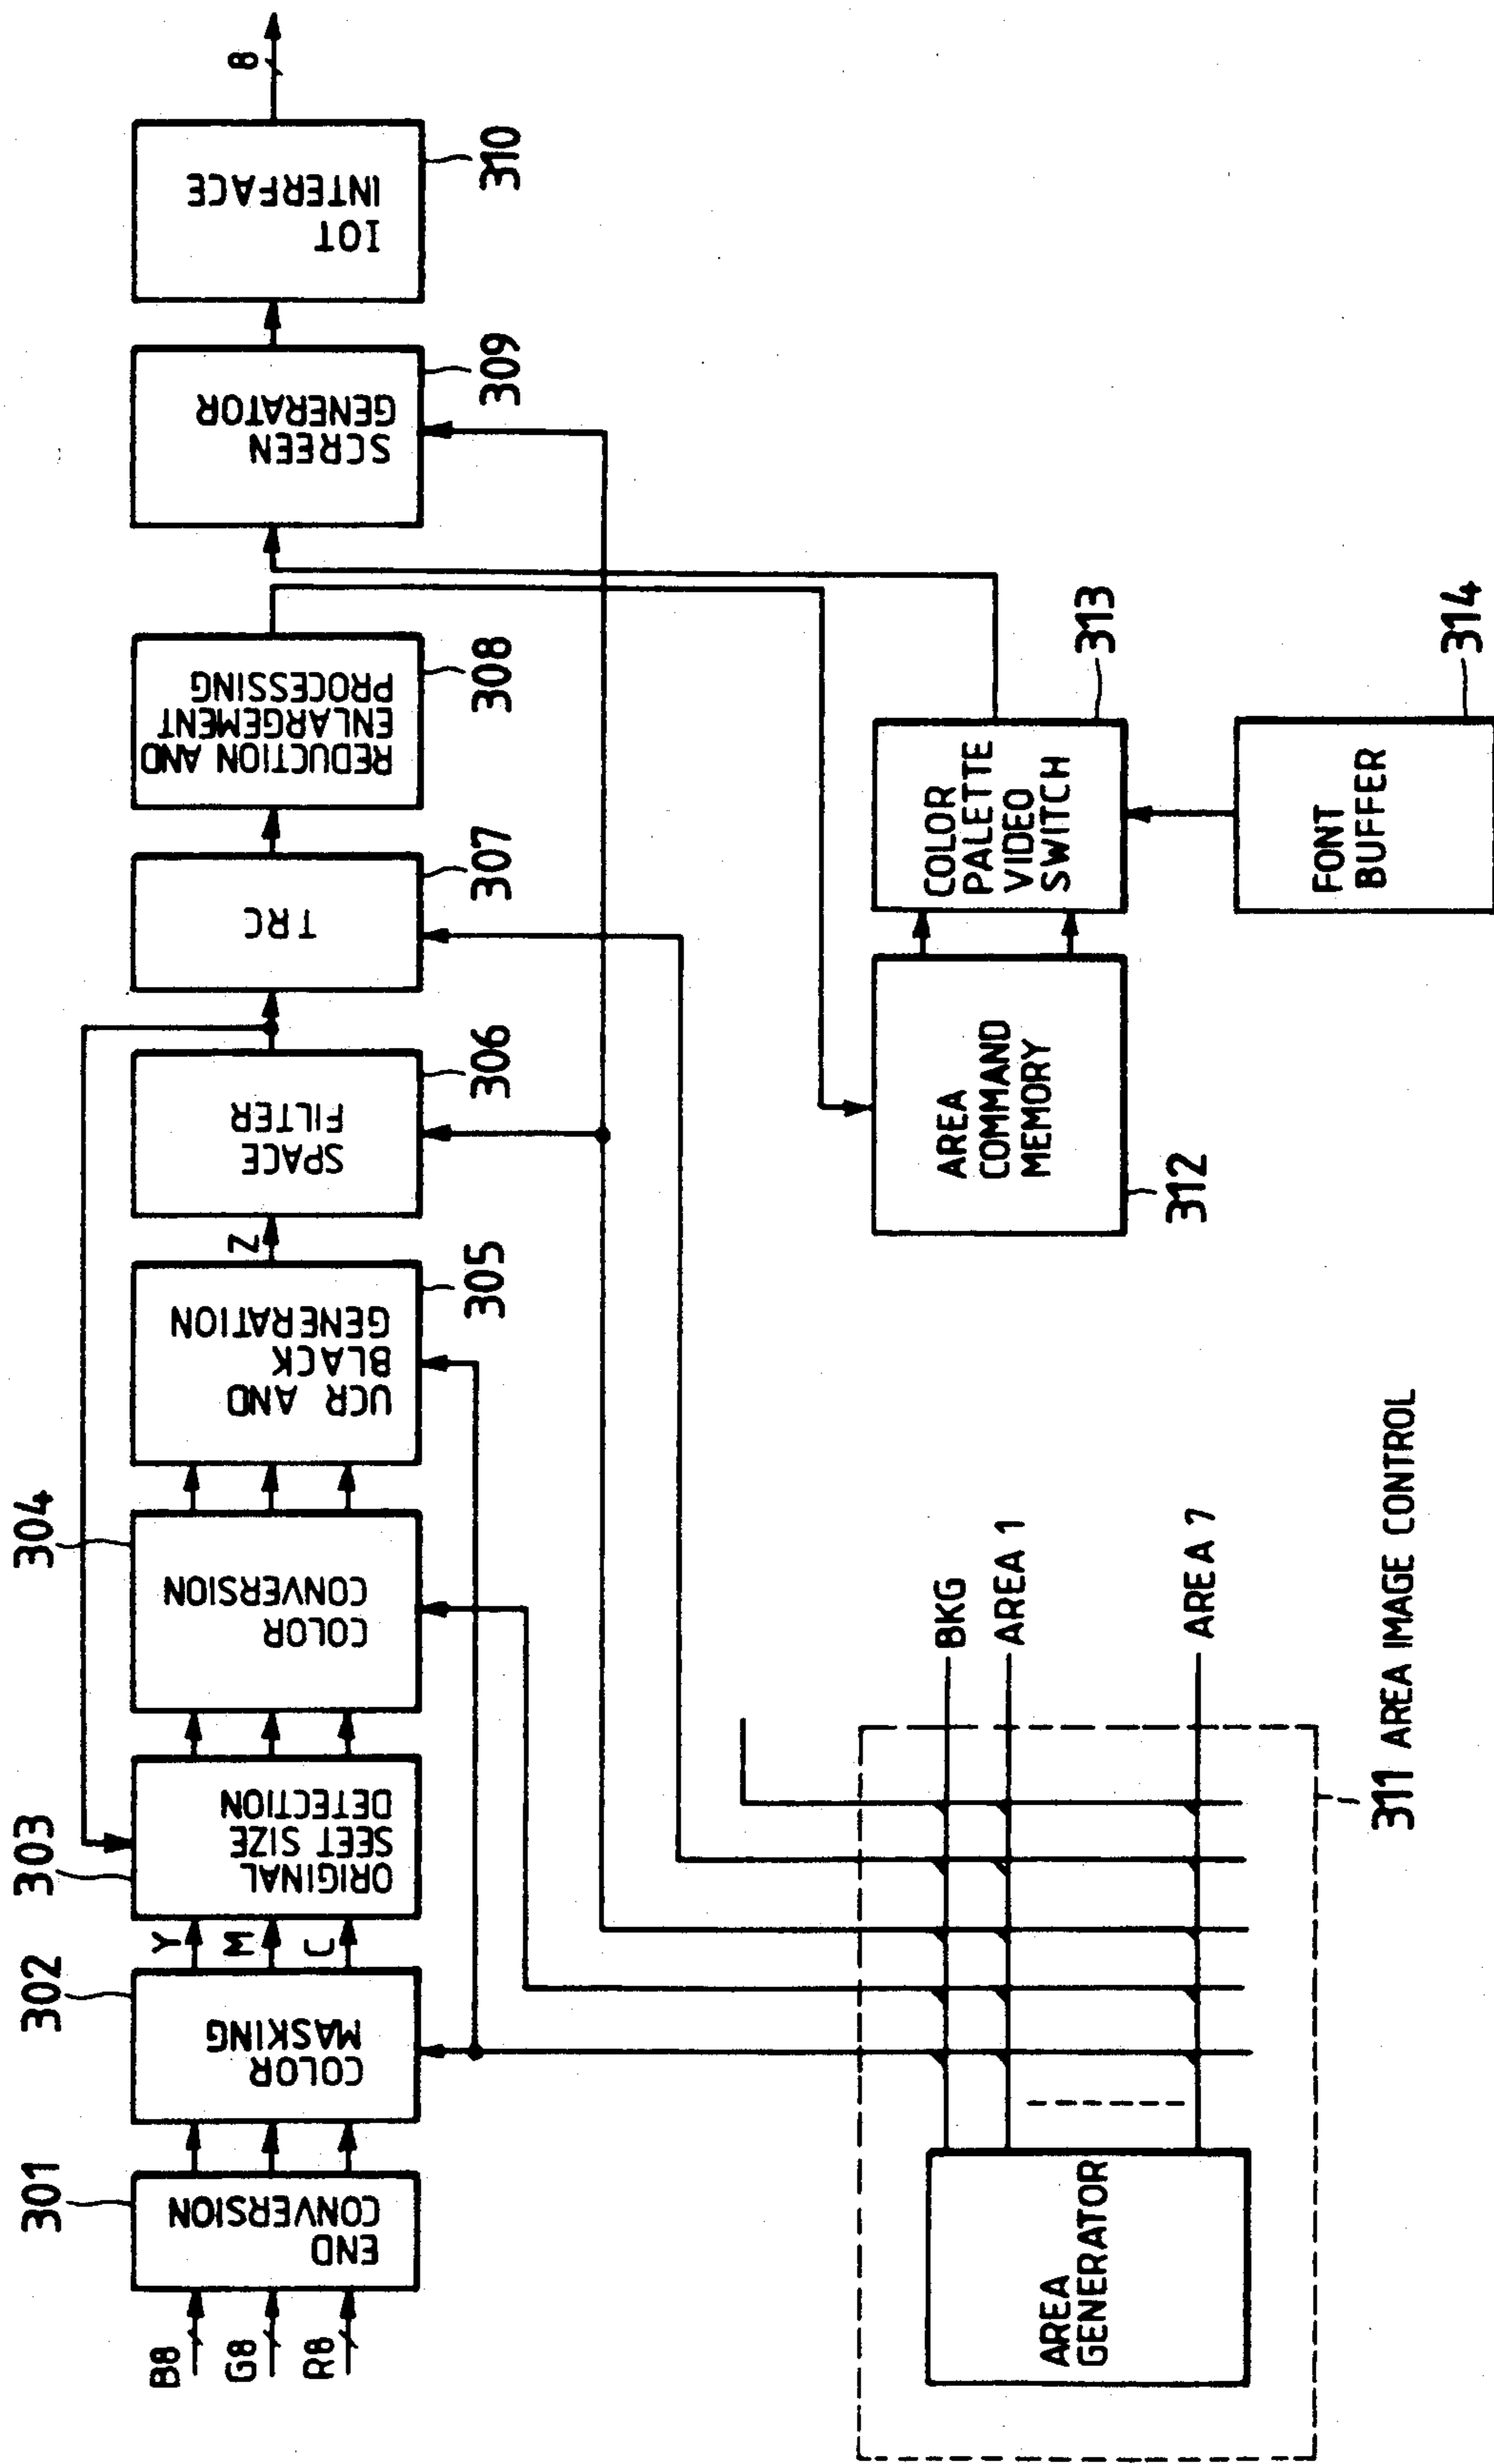 B8
G8
R8
301
END
CONVERSION
302
COLOR
MASKING
Y
M
C
303
ORIGINAL
SEET SIZE
DETECTION
304
COLOR
CONVERSION
305
UCR AND
BLACK
GENERATION
Z
306
SPACE
FILTER
307
TRC
308
REDUCTION AND
ENLARGEMENT
PROCESSING
309
SCREEN
GENERATOR
310
IOT
INTERFACE
8
AREA
GENERATOR
BKG
AREA 1
AREA 7
311 AREA IMAGE CONTROL
312
AREA
COMMAND
MEMORY
313
COLOR
PALETTE
VIDEO
SWITCH
314
FONT
BUFFER